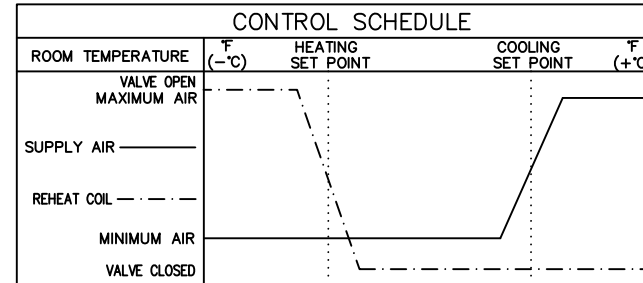 CONTROL SCHEDULE
ROOM TEMPERATURE
°F
(-°C)
HEATING
SET POINT
COOLING
SET POINT
°F
(+°C
VALVE OPEN
MAXIMUM AIR
SUPPLY AIR
REHEAT COIL
MINIMUM AIR
VALVE CLOSED